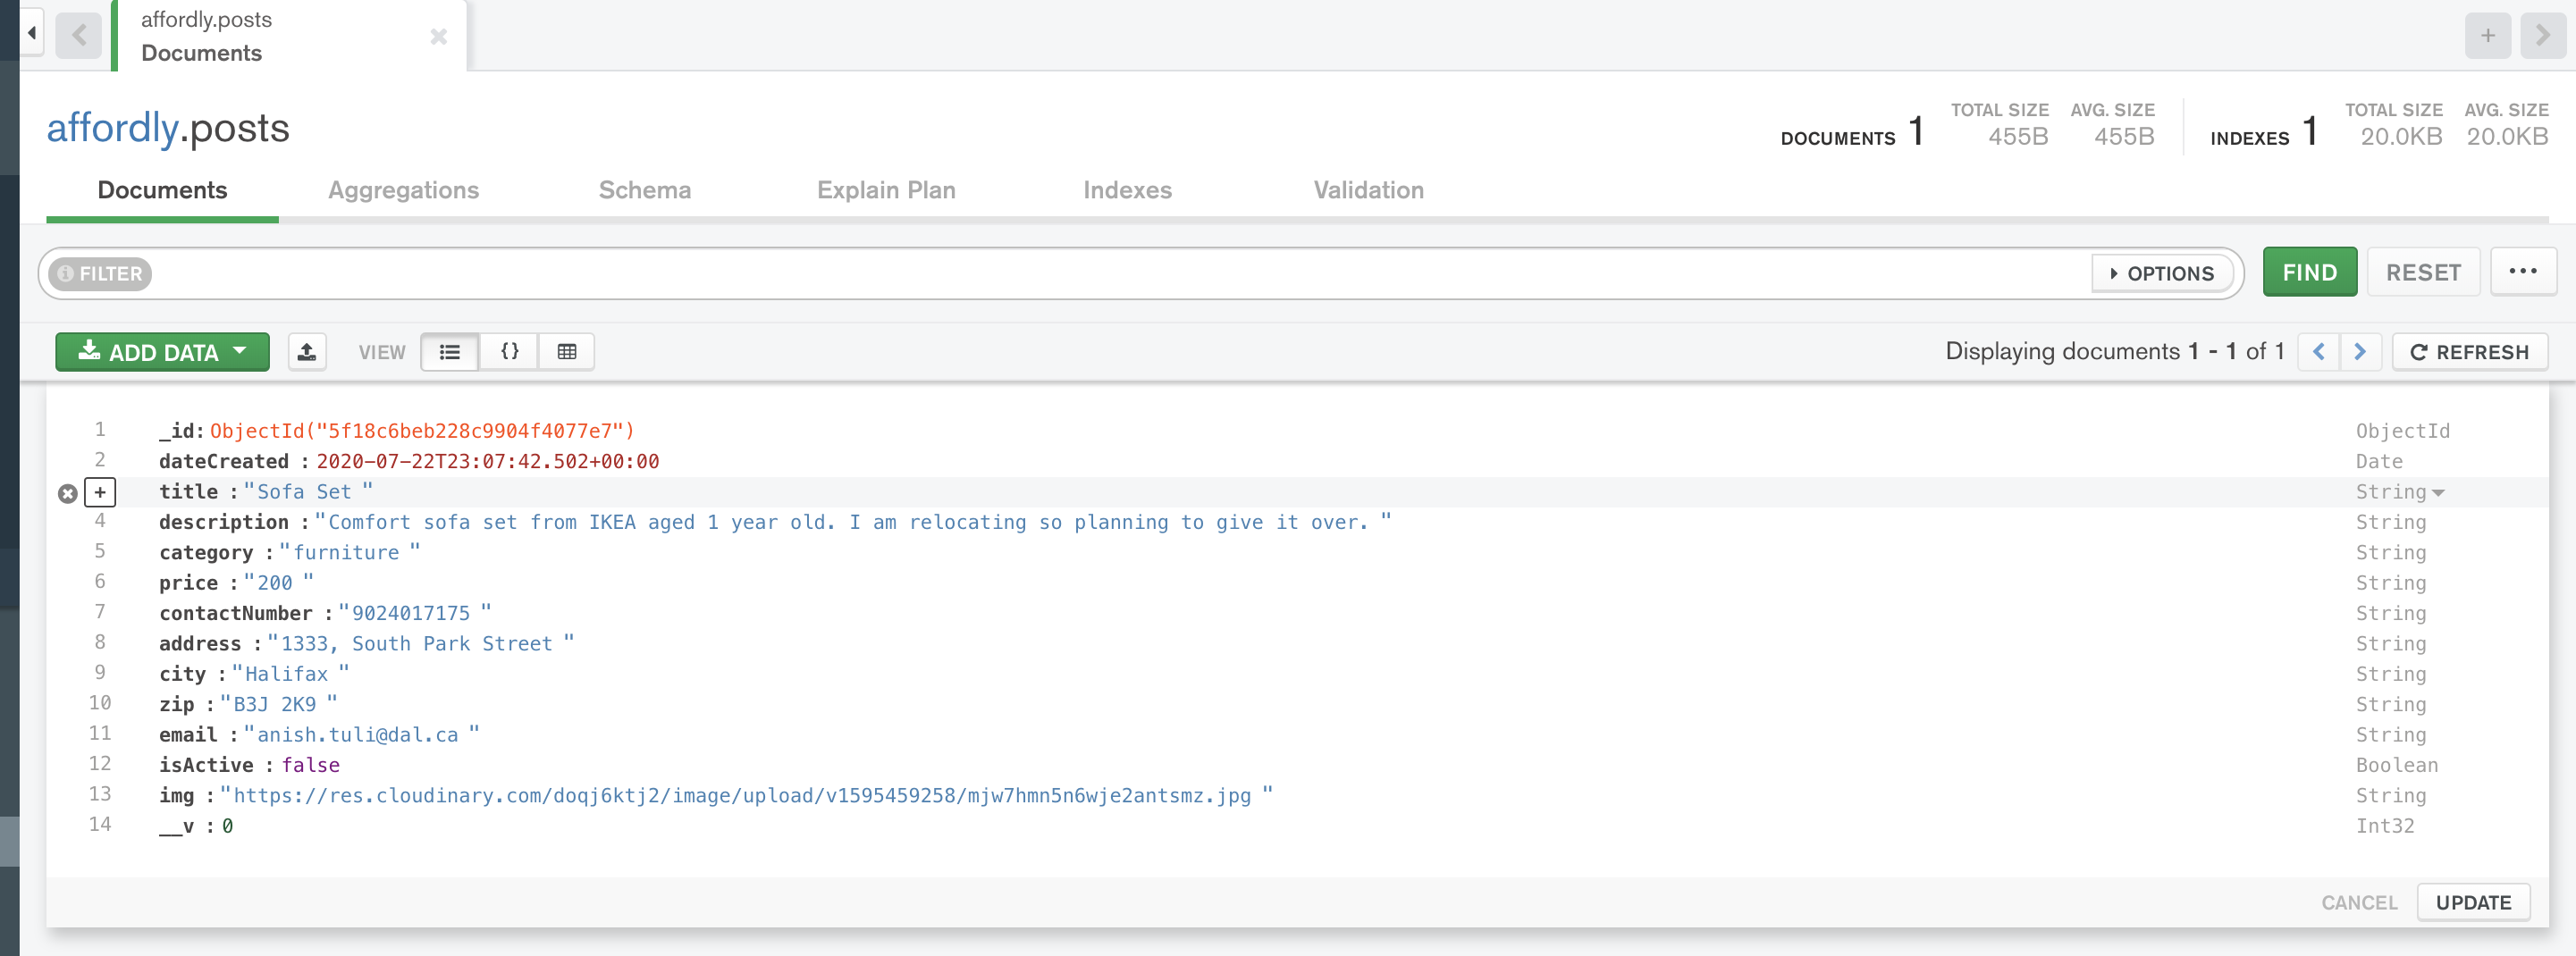 affordly.posts
Documents
affordly.posts
DOCUMENTS 1 TOTAL SIZE 455B AVG. SIZE 455B INDEXES 1 TOTAL SIZE 20.0KB AVG. SIZE 20.0KB
Documents Aggregations Schema Explain Plan Indexes Validation
FILTER OPTIONS FIND RESET ...
ADD DATA VIEW {} Displaying documents 1 - 1 of 1 < > REFRESH
1 _id: ObjectId("5f18c6beb228c9904f4077e7") ObjectId
2 dateCreated : 2020-07-22T23:07:42.502+00:00 Date
+ title : "Sofa Set " String
4 description : "Comfort sofa set from IKEA aged 1 year old. I am relocating so planning to give it over. " String
5 category : "furniture " String
6 price : "200 " String
7 contactNumber : "9024017175 " String
8 address : "1333, South Park Street " String
9 city : "Halifax " String
10 zip : "B3J 2K9 " String
11 email : "anish.tuli@dal.ca " String
12 isActive : false Boolean
13 img : "https://res.cloudinary.com/doqj6ktj2/image/upload/v1595459258/mjw7hmn5n6wje2antsmz.jpg " String
14 __v : 0 Int32
CANCEL UPDATE